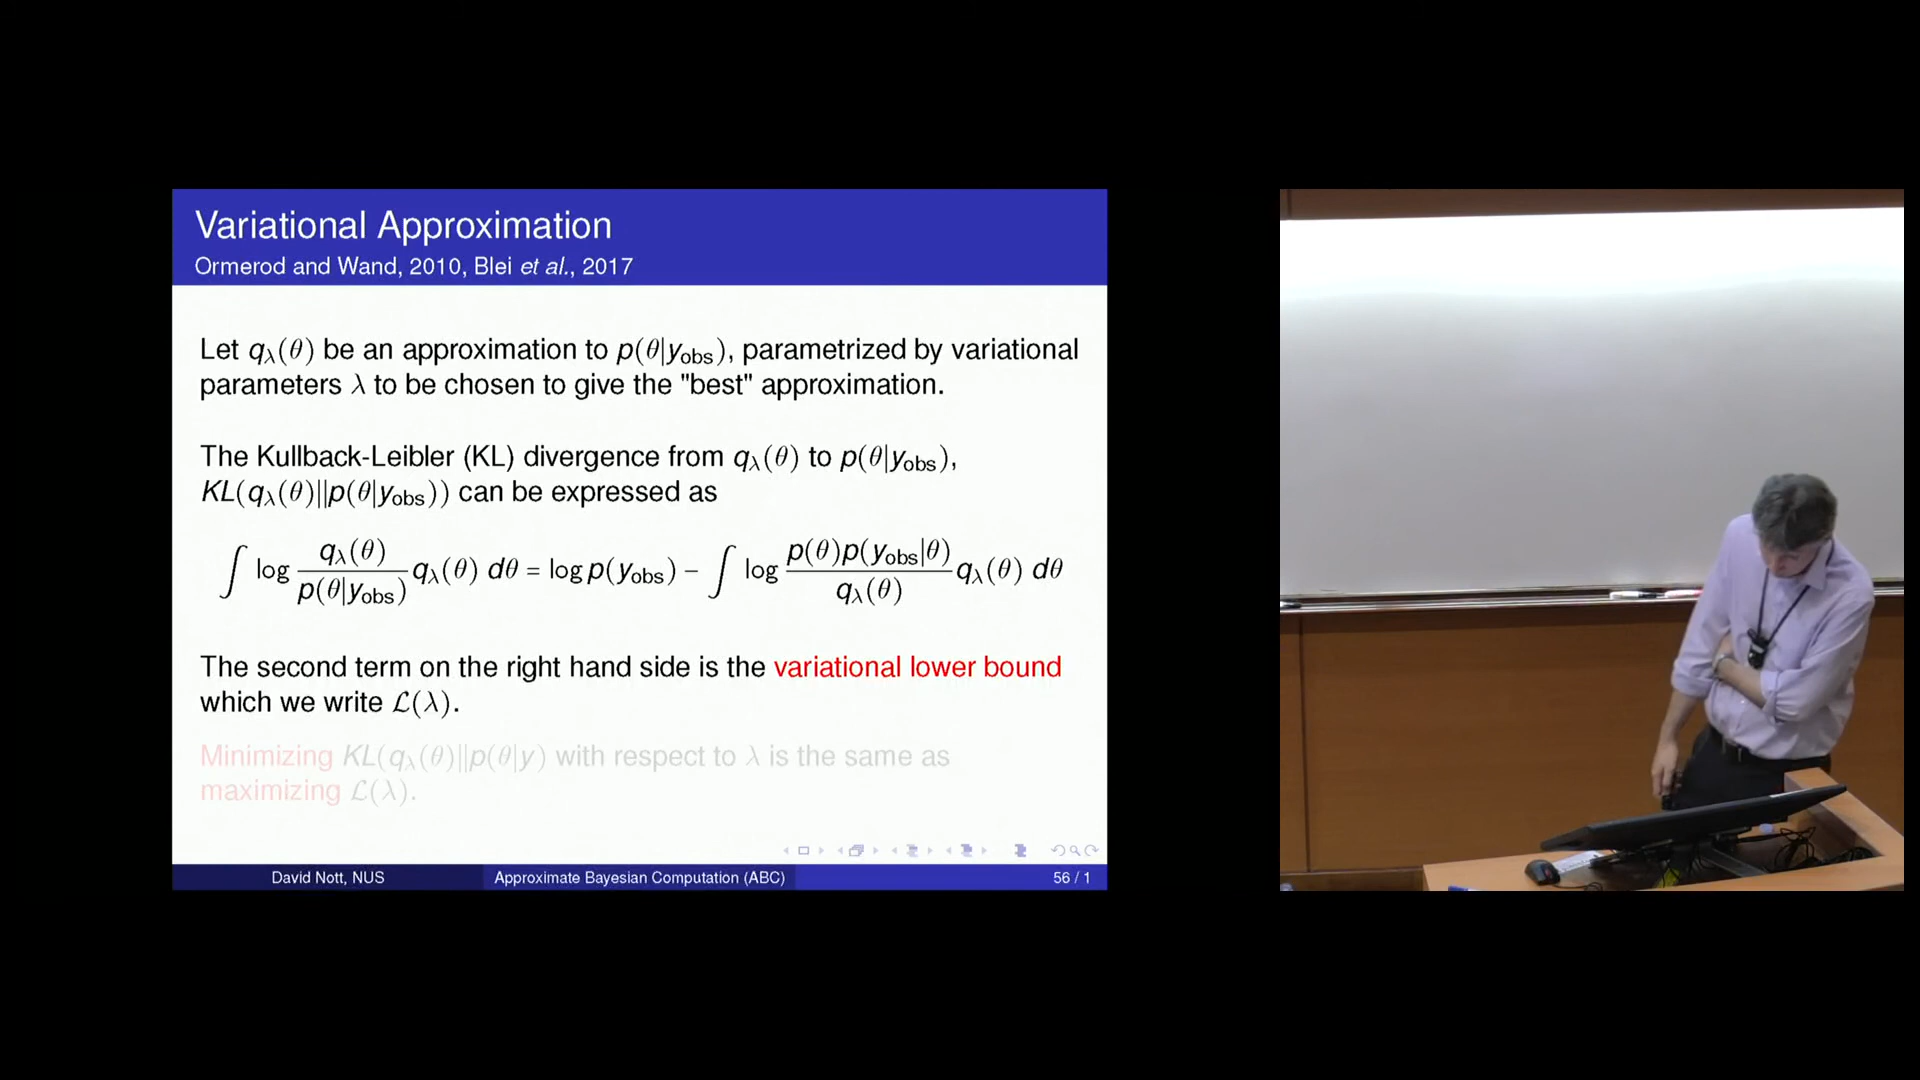 Variational Approximation
Ormerod and Wand, 2010, Blei et al., 2017
Let qλ(θ) be an approximation to p(θ|yobs), parametrized by variational
parameters λ to be chosen to give the "best" approximation.
The Kullback-Leibler (KL) divergence from qλ(θ) to p(θ|yobs),
KL(qλ(θ)||p(θ|yobs)) can be expressed as
∫ log qλ(θ)/p(θ|yobs) qλ(θ) dθ = log p(yobs) − ∫ log p(θ)p(yobs|θ)/qλ(θ) qλ(θ) dθ
The second term on the right hand side is the variational lower bound
which we write ℒ(λ).
Minimizing KL(qλ(θ)||p(θ|y) with respect to λ is the same as
maximizing ℒ(λ).
David Nott, NUS Approximate Bayesian Computation (ABC) 56 / 1